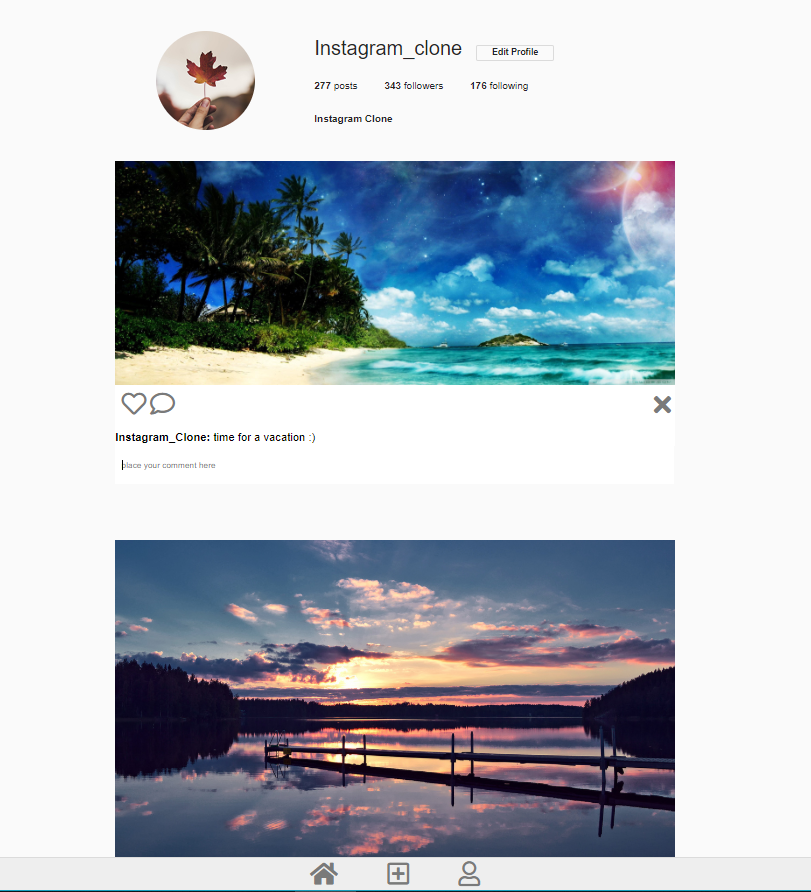 Instagram_clone Edit Profile
277 posts 343 followers 176 following
Instagram Clone
Instagram_Clone: time for a vacation :)
place your comment here